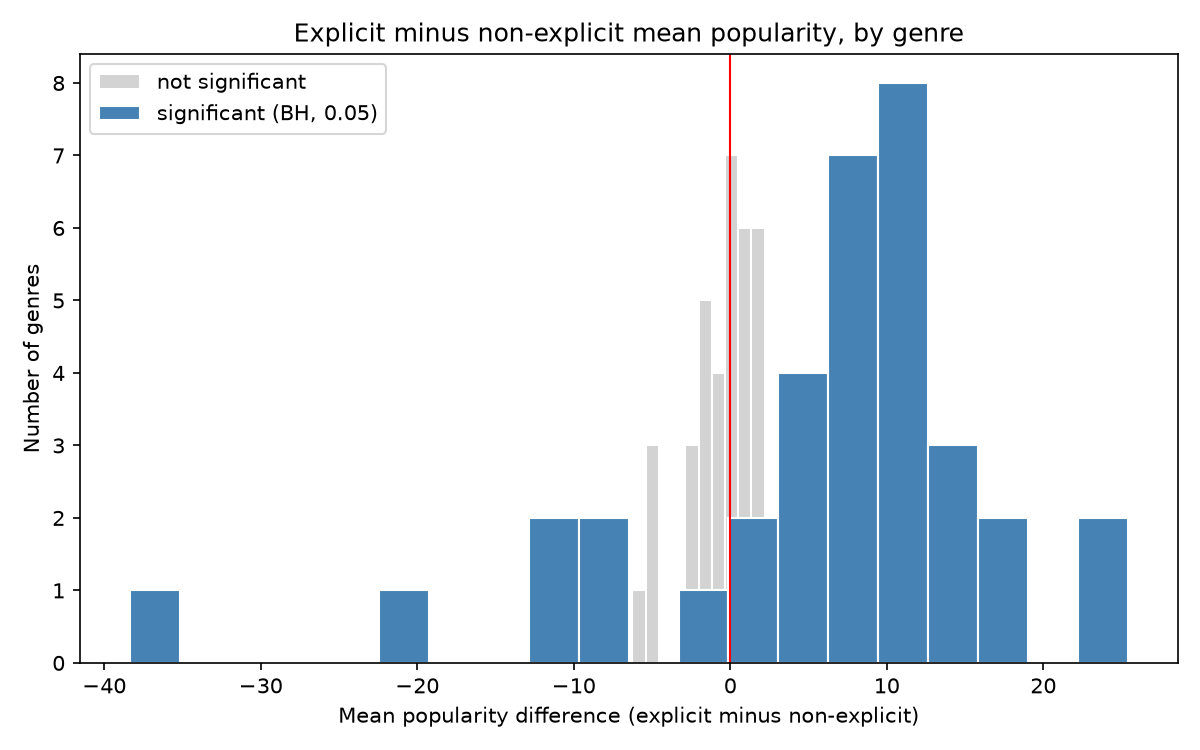 Explicit minus non-explicit mean popularity, by genre
not significant
significant (BH, 0.05)
Number of genres
8
7
6
5
4
3
2
1
0
−40 −30 −20 −10 0 10 20
Mean popularity difference (explicit minus non-explicit)